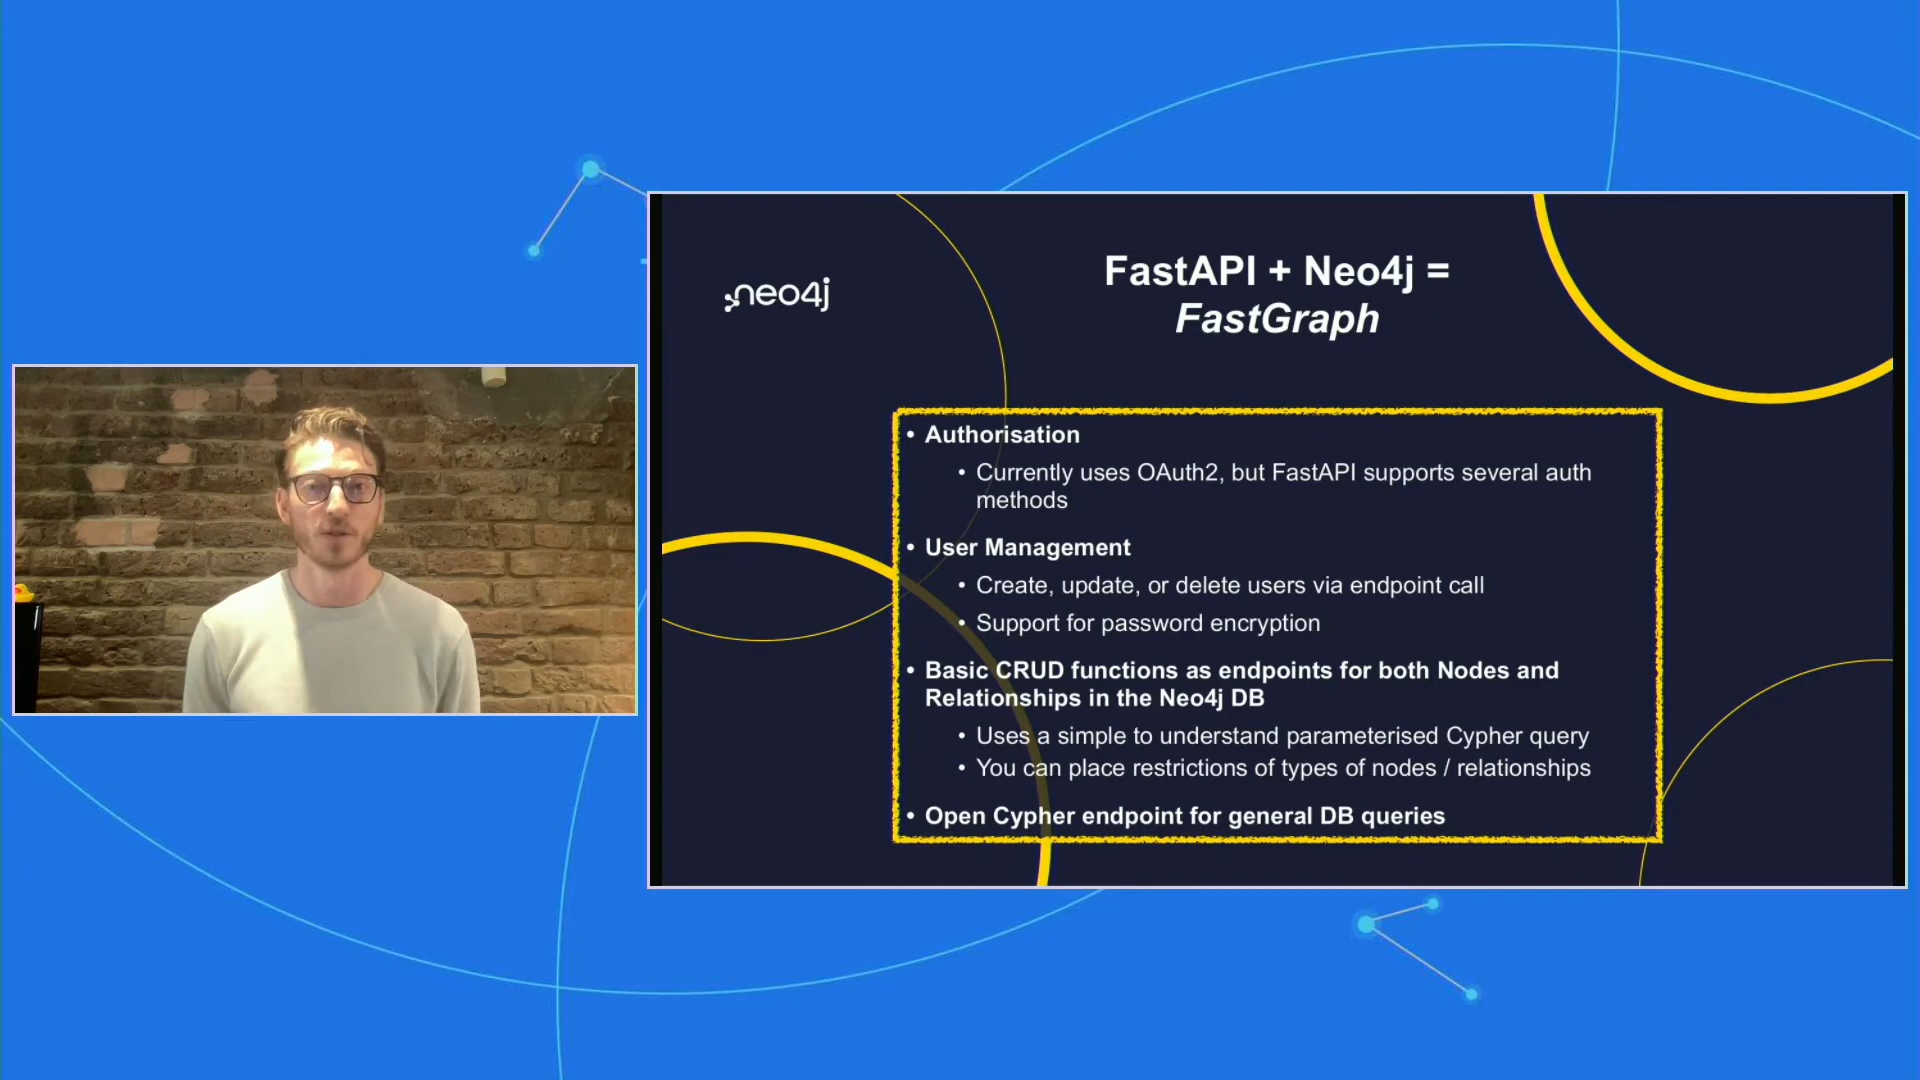 neo4j
FastAPI + Neo4j =
FastGraph
• Authorisation
• Currently uses OAuth2, but FastAPI supports several auth
methods
• User Management
• Create, update, or delete users via endpoint call
• Support for password encryption
• Basic CRUD functions as endpoints for both Nodes and
Relationships in the Neo4j DB
• Uses a simple to understand parameterised Cypher query
• You can place restrictions of types of nodes / relationships
• Open Cypher endpoint for general DB queries